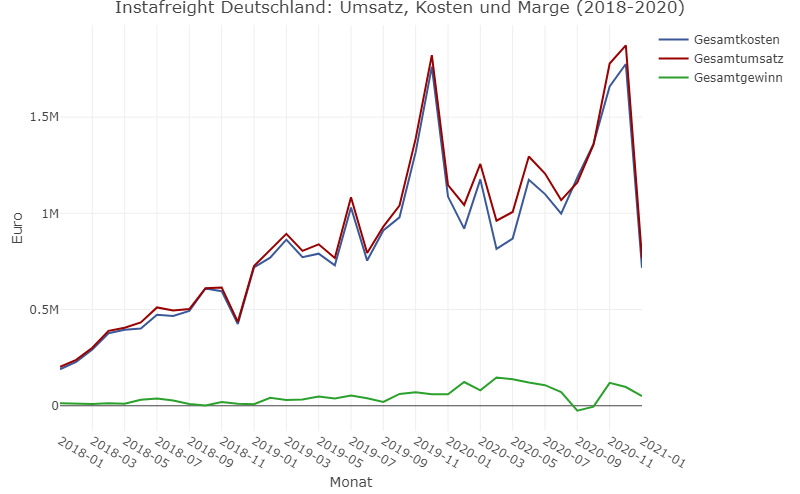 Instafreight Deutschland: Umsatz, Kosten und Marge (2018-2020)
Gesamtkosten
Gesamtumsatz
Gesamtgewinn
1.5M
1M
0.5M
0
Euro
2018-01
2018-03
2018-05
2018-07
2018-09
2018-11
2019-01
2019-03
2019-05
2019-07
2019-09
2019-11
2020-01
2020-03
2020-05
2020-07
2020-09
2020-11
2021-01
Monat